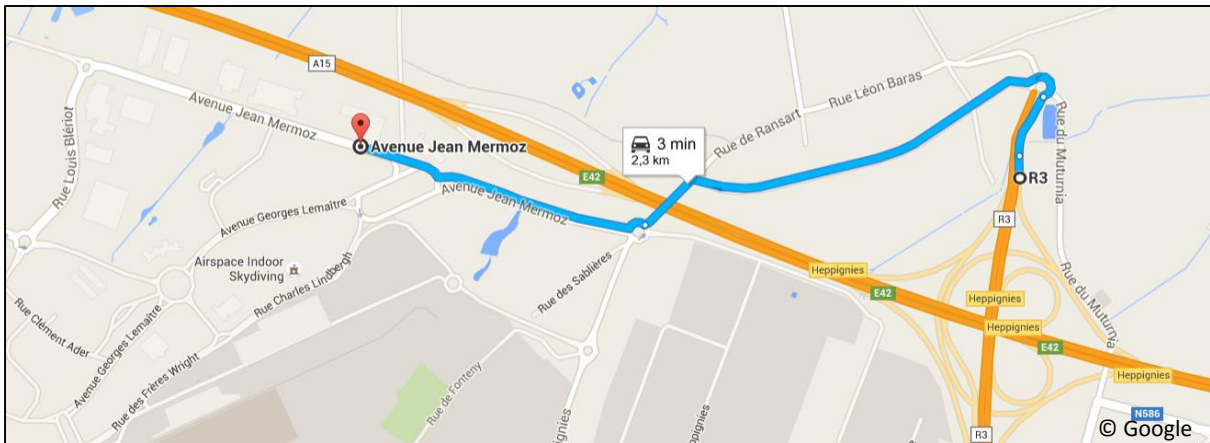 A15
Avenue Jean Mermoz
Rue Louis Blériot
Avenue Jean Mermoz
3 min
2,3 km
Rue Léon Baras
Rue de Ransart
Rue du Muturnia
R3
E42
Avenue Jean Mermoz
Avenue Georges Lemaître
R3
Airspace Indoor
Skydiving
Rue Charles Lindbergh
Rue des Sablières
Heppignies
E42
Rue du Muturnia
Heppignies
Heppignies
E42
Heppignies
Rue Clément Ader
Avenue Georges Lemaître
Rue des Frères Wright
Rue de Fonteny
ppignies
ppignies
R3
N586
© Google